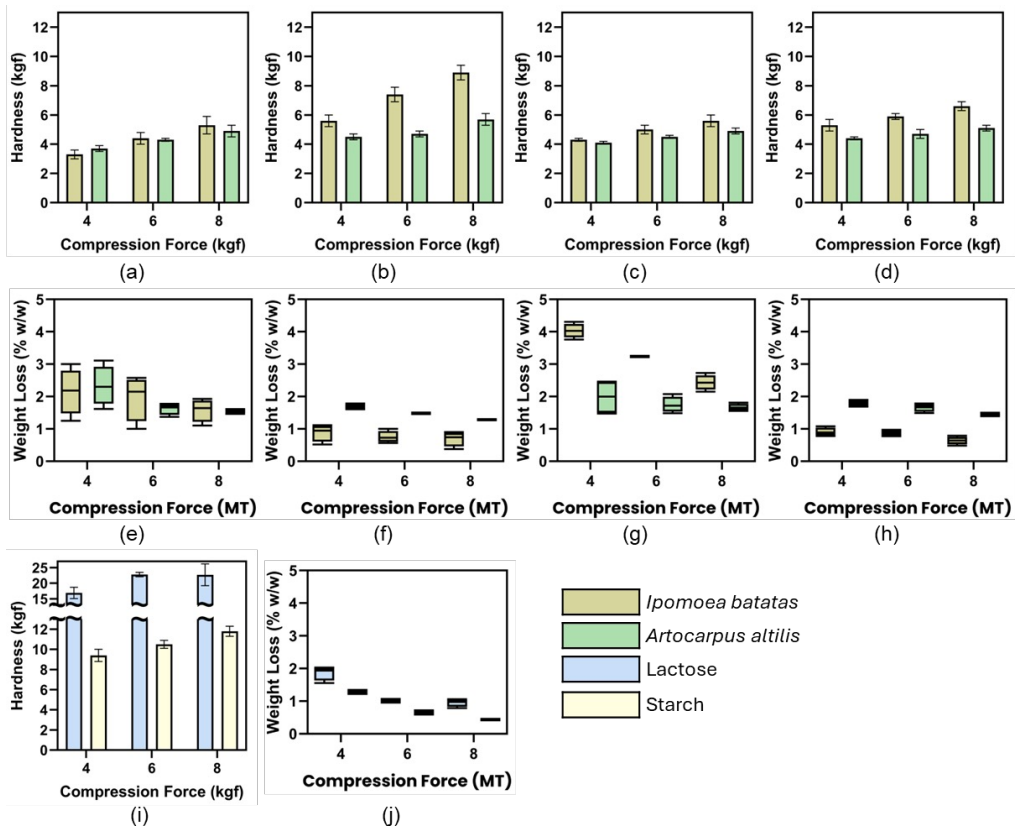 12
10
8
6
4
2
0
Hardness (kgf)
4 6 8
Compression Force (kgf)
(a)
12
10
8
6
4
2
0
Hardness (kgf)
4 6 8
Compression Force (kgf)
(b)
12
10
8
6
4
2
0
Hardness (kgf)
4 6 8
Compression Force (kgf)
(c)
12
10
8
6
4
2
0
Hardness (kgf)
4 6 8
Compression Force (kgf)
(d)
5
4
3
2
1
0
Weight Loss (% w/w)
4 6 8
Compression Force (MT)
(e)
5
4
3
2
1
0
Weight Loss (% w/w)
4 6 8
Compression Force (MT)
(f)
5
4
3
2
1
0
Weight Loss (% w/w)
4 6 8
Compression Force (MT)
(g)
5
4
3
2
1
0
Weight Loss (% w/w)
4 6 8
Compression Force (MT)
(h)
25
20
15
12
10
8
6
4
2
0
Hardness (kgf)
4 6 8
Compression Force (kgf)
(i)
5
4
3
2
1
0
Weight Loss (% w/w)
4 6 8
Compression Force (MT)
(j)
Ipomoea batatas
Artocarpus altilis
Lactose
Starch